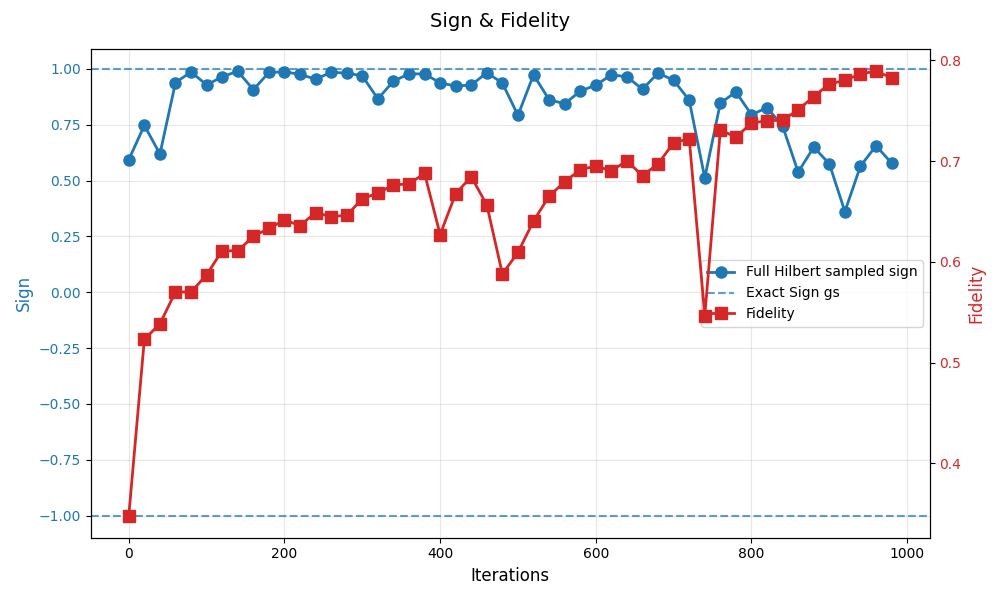 Sign & Fidelity
1.00
0.75
0.50
0.25
0.00
−0.25
−0.50
−0.75
−1.00
Sign
0.8
0.7
0.6
0.5
0.4
Fidelity
Full Hilbert sampled sign
Exact Sign gs
Fidelity
0 200 400 600 800 1000
Iterations